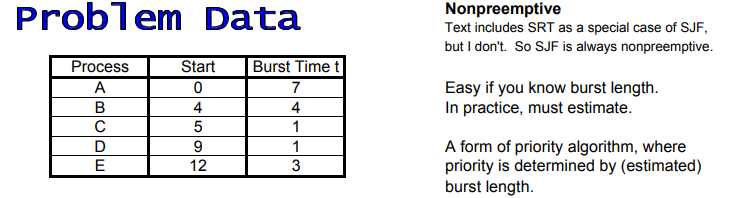 Problem Data
Process Start Burst Time t
A 0 7
B 4 4
C 5 1
D 9 1
E 12 3
Nonpreemptive
Text includes SRT as a special case of SJF,
but I don't. So SJF is always nonpreemptive.
Easy if you know burst length.
In practice, must estimate.
A form of priority algorithm, where
priority is determined by (estimated)
burst length.